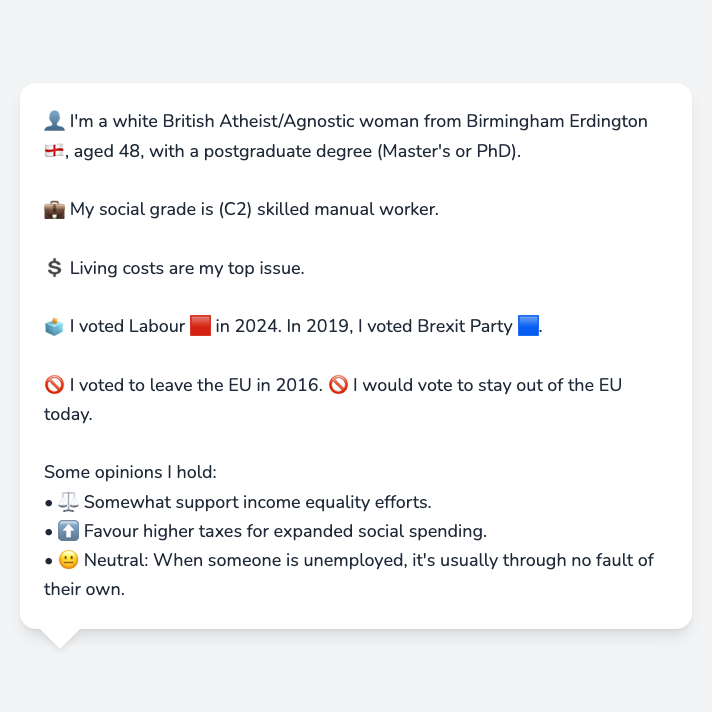 👤 I'm a white British Atheist/Agnostic woman from Birmingham Erdington
🏴󠁧󠁢󠁥󠁮󠁧󠁿, aged 48, with a postgraduate degree (Master's or PhD).
💼 My social grade is (C2) skilled manual worker.
💲 Living costs are my top issue.
🗳️ I voted Labour 🟥 in 2024. In 2019, I voted Brexit Party 🟦.
🚫 I voted to leave the EU in 2016. 🚫 I would vote to stay out of the EU
today.
Some opinions I hold:
• ⚖️ Somewhat support income equality efforts.
• ⬆️ Favour higher taxes for expanded social spending.
• 😐 Neutral: When someone is unemployed, it's usually through no fault of
their own.